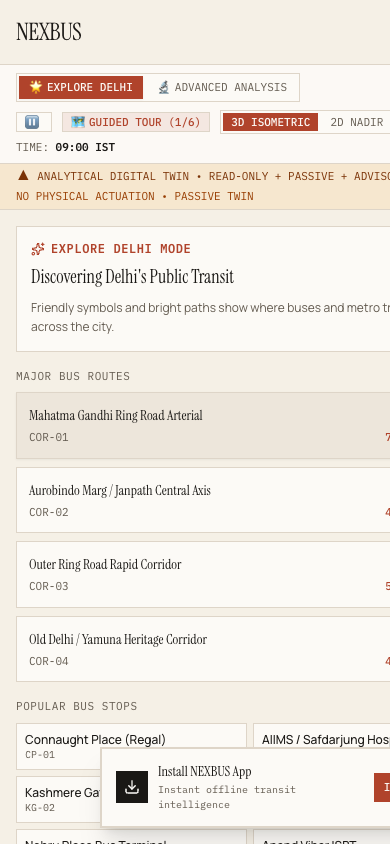 NEXBUS
EXPLORE DELHI
ADVANCED ANALYSIS
GUIDED TOUR (1/6)
3D ISOMETRIC
2D NADIR
TIME: 09:00 IST
ANALYTICAL DIGITAL TWIN • READ-ONLY + PASSIVE +
NO PHYSICAL ACTUATION • PASSIVE TWIN
EXPLORE DELHI MODE
Discovering Delhi's Public Transit
Friendly symbols and bright paths show where buses and metro
across the city.
MAJOR BUS ROUTES
Mahatma Gandhi Ring Road Arterial
COR-01
Aurobindo Marg / Janpath Central Axis
COR-02
Outer Ring Road Rapid Corridor
COR-03
Old Delhi / Yamuna Heritage Corridor
COR-04
POPULAR BUS STOPS
Connaught Place (Regal)
CP-01
AIIMS / Safdarjung
Kashmere
KG-02
Install NEXBUS App
Instant offline transit
intelligence